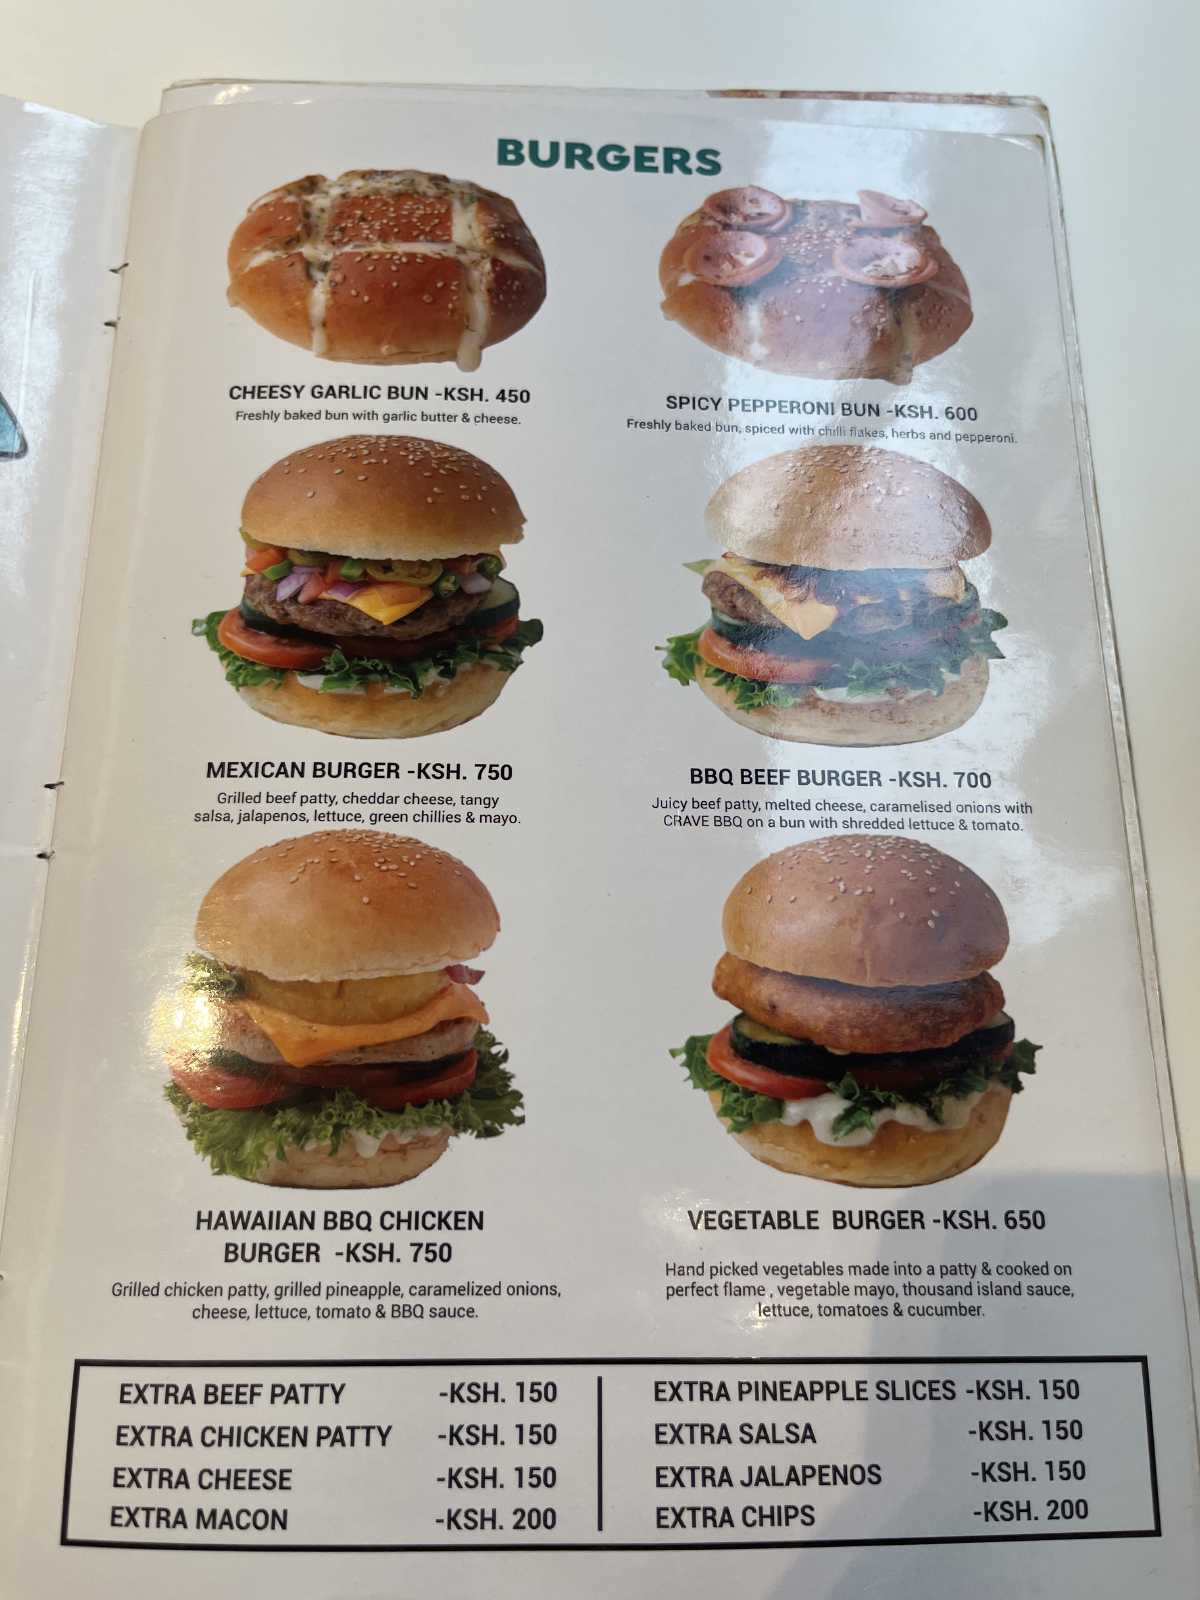 BURGERS
CHEESY GARLIC BUN -KSH. 450
Freshly baked bun with garlic butter & cheese.
SPICY PEPPERONI BUN -KSH. 600
Freshly baked bun, spiced with chilli flakes, herbs and pepperoni.
MEXICAN BURGER -KSH. 750
Grilled beef patty, cheddar cheese, tangy
salsa, jalapenos, lettuce, green chillies & mayo.
BBQ BEEF BURGER -KSH. 700
Juicy beef patty, melted cheese, caramelised onions with
CRAVE BBQ on a bun with shredded lettuce & tomato.
HAWAIIAN BBQ CHICKEN
BURGER -KSH. 750
Grilled chicken patty, grilled pineapple, caramelized onions,
cheese, lettuce, tomato & BBQ sauce.
VEGETABLE BURGER -KSH. 650
Hand picked vegetables made into a patty & cooked on
perfect flame , vegetable mayo, thousand island sauce,
lettuce, tomatoes & cucumber.
EXTRA BEEF PATTY -KSH. 150
EXTRA CHICKEN PATTY -KSH. 150
EXTRA CHEESE -KSH. 150
EXTRA MACON -KSH. 200
EXTRA PINEAPPLE SLICES -KSH. 150
EXTRA SALSA -KSH. 150
EXTRA JALAPENOS -KSH. 150
EXTRA CHIPS -KSH. 200